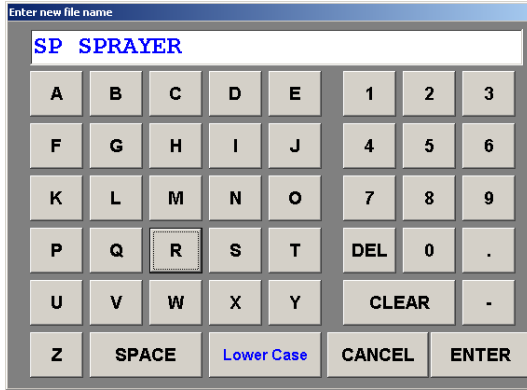 Enter new file name
SP SPRAYER
A B C D E 1 2 3
F G H I J 4 5 6
K L M N O 7 8 9
P Q R S T DEL 0 .
U V W X Y CLEAR -
Z SPACE Lower Case CANCEL ENTER